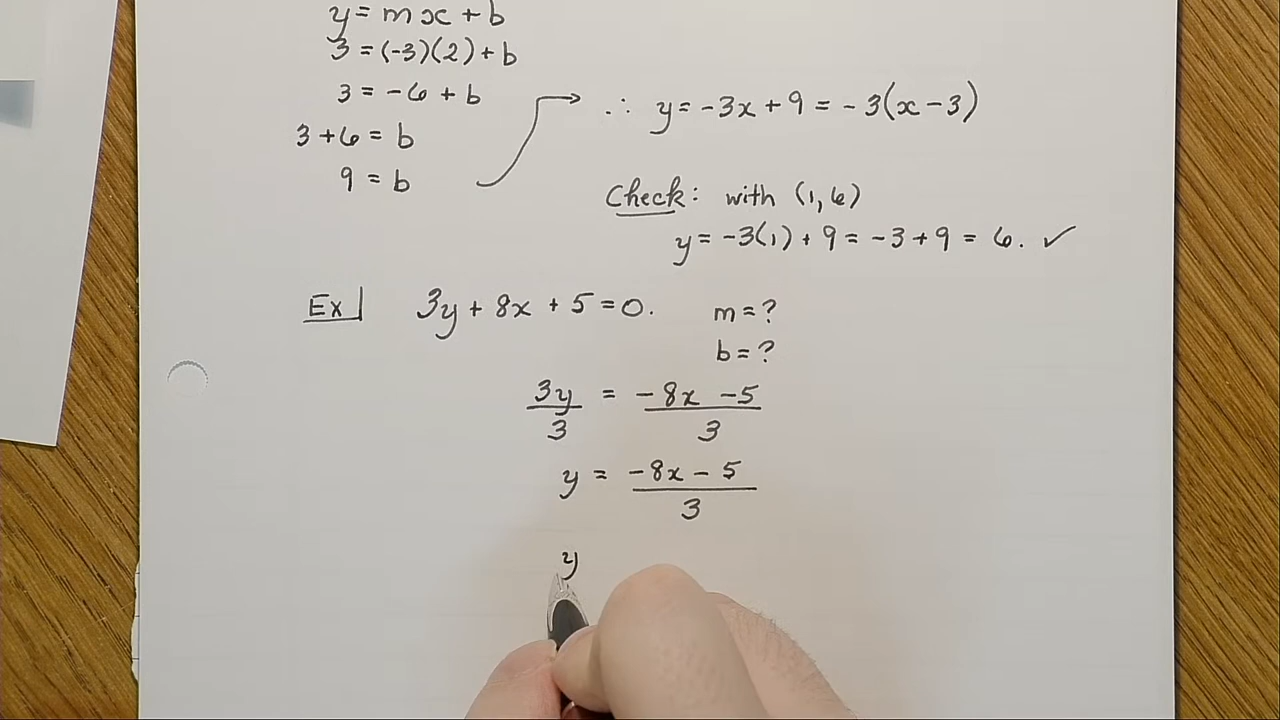 y = mx + b
3 = (-3)(2) + b
3 = -6 + b
3 + 6 = b
9 = b
∴ y = -3x + 9 = -3(x - 3)
Check: with (1, 6)
y = -3(1) + 9 = -3 + 9 = 6. ✓
Ex 3y + 8x + 5 = 0. m = ?
b = ?
3y/3 = (-8x - 5)/3
y = (-8x - 5)/3
y